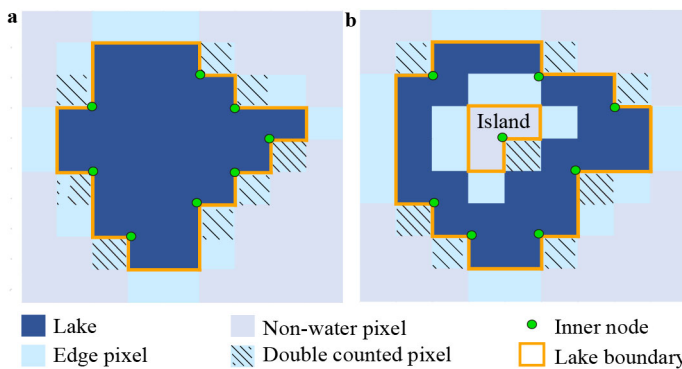 a
b
Island
Lake
Non-water pixel
Inner node
Edge pixel
Double counted pixel
Lake boundary